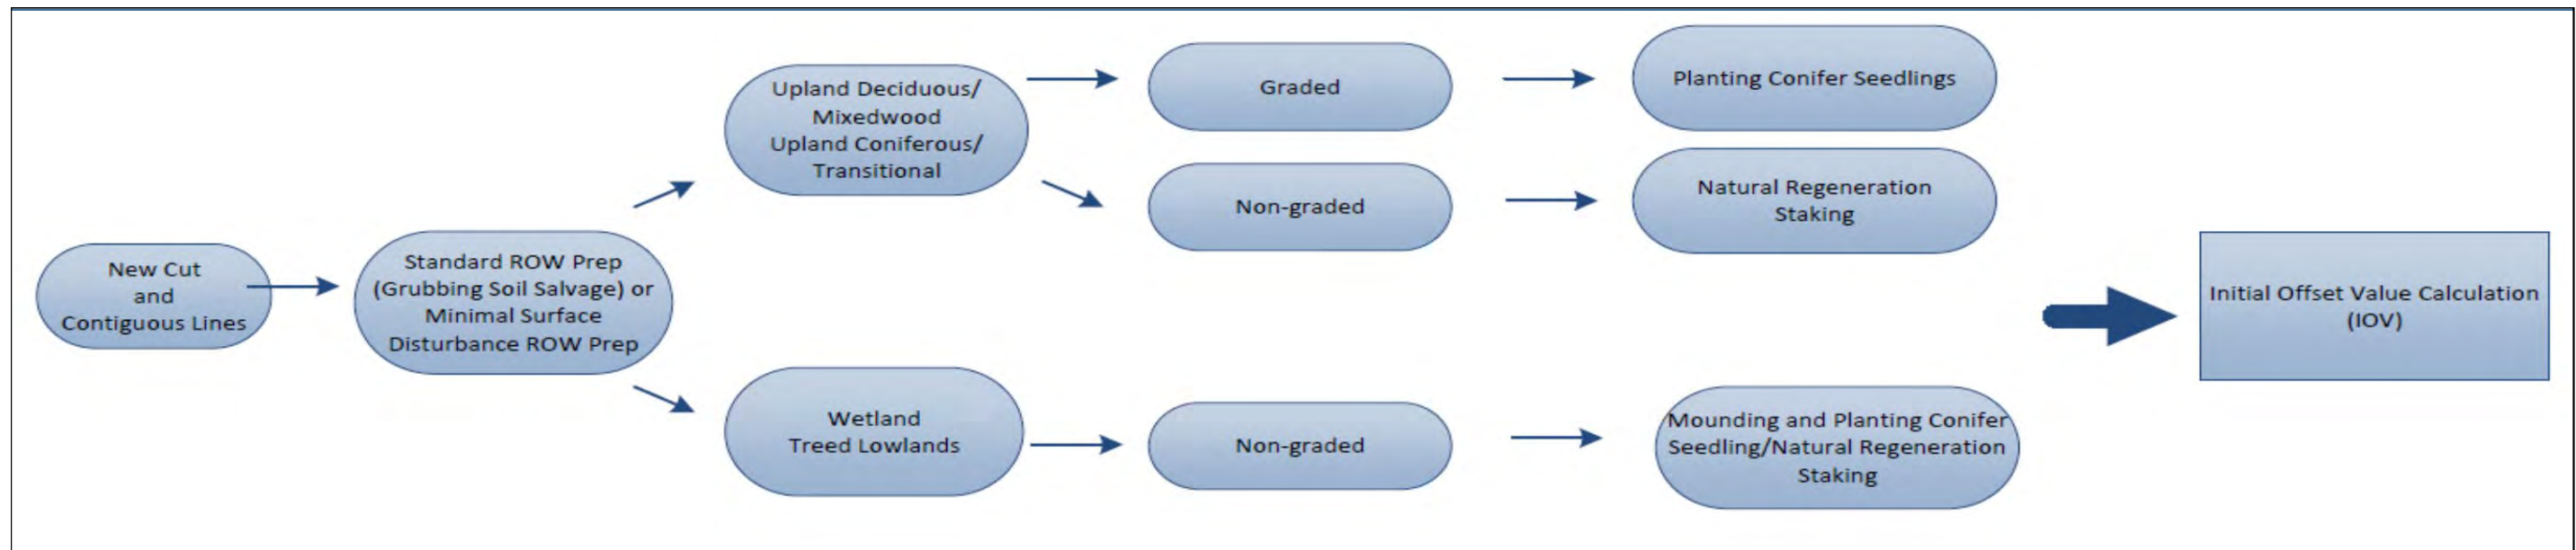 New Cut
and
Contiguous Lines
Standard ROW Prep
(Grubbing Soil Salvage) or
Minimal Surface
Disturbance ROW Prep
Upland Deciduous/
Mixedwood
Upland Coniferous/
Transitional
Graded
Planting Conifer Seedlings
Non-graded
Natural Regeneration
Staking
Wetland
Treed Lowlands
Non-graded
Mounding and Planting Conifer
Seedling/Natural Regeneration
Staking
Initial Offset Value Calculation
(IOV)